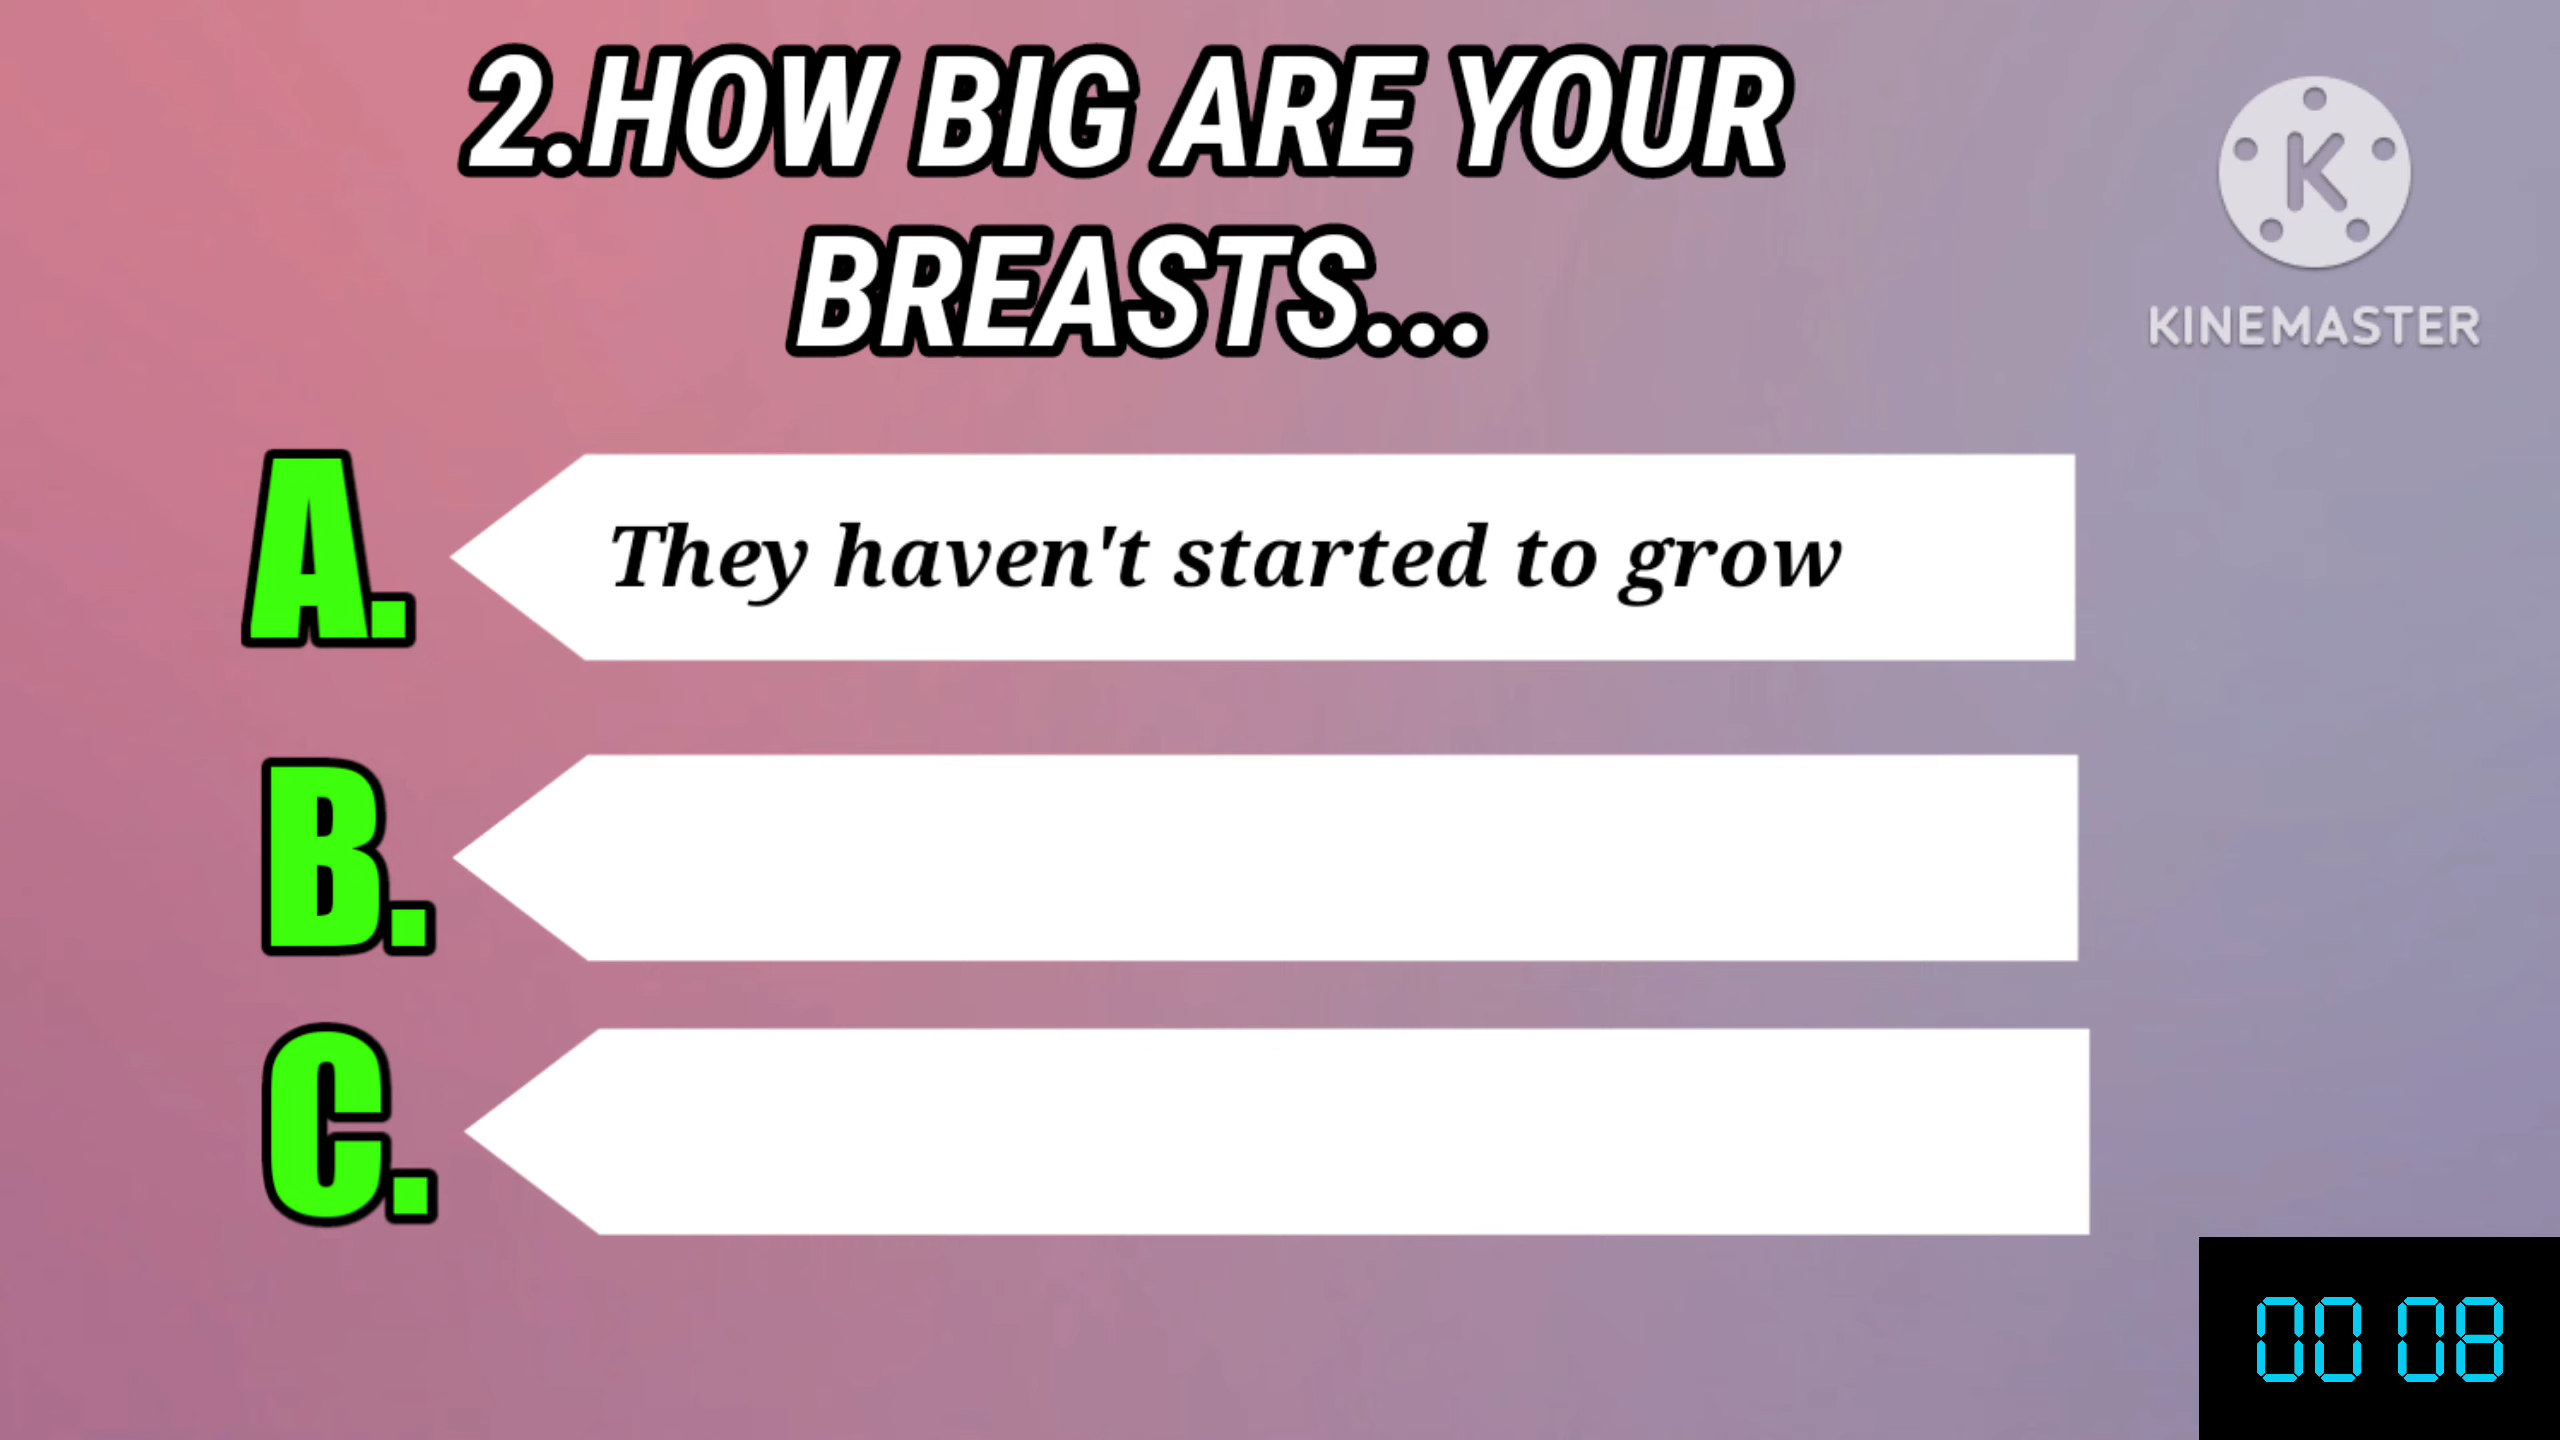 2.HOW BIG ARE YOUR
BREASTS...
KINEMASTER
A. They haven't started to grow
B.
C.
00 08